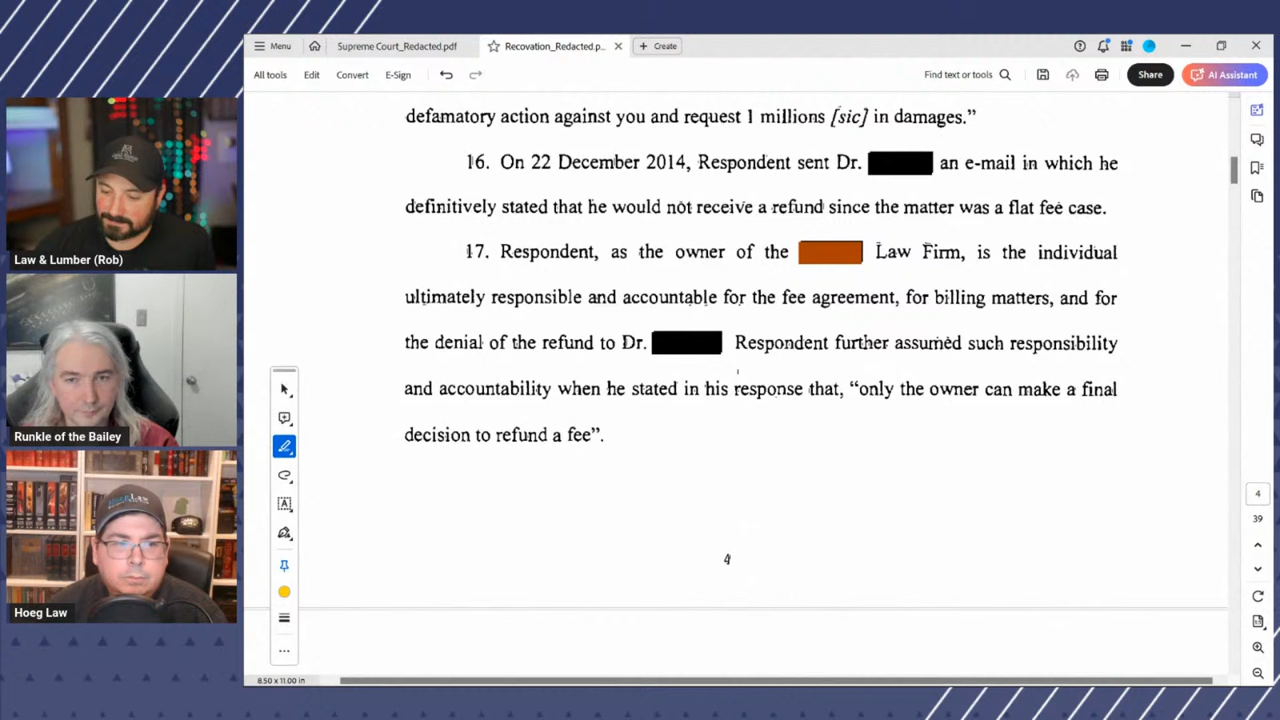 Menu
Supreme Court_Redacted.pdf
Recovation_Redacted.p...
Create
All tools
Edit
Convert
E-Sign
Find text or tools
Share
AI Assistant
defamatory action against you and request 1 millions [sic] in damages.”
16. On 22 December 2014, Respondent sent Dr. an e-mail in which he
definitively stated that he would not receive a refund since the matter was a flat fee case.
17. Respondent, as the owner of the Law Firm, is the individual
ultimately responsible and accountable for the fee agreement, for billing matters, and for
the denial of the refund to Dr. Respondent further assumed such responsibility
and accountability when he stated in his response that, “only the owner can make a final
decision to refund a fee”.
4
4
39
8.50 x 11.00 in
Law & Lumber (Rob)
Runkle of the Bailey
Hoeg Law